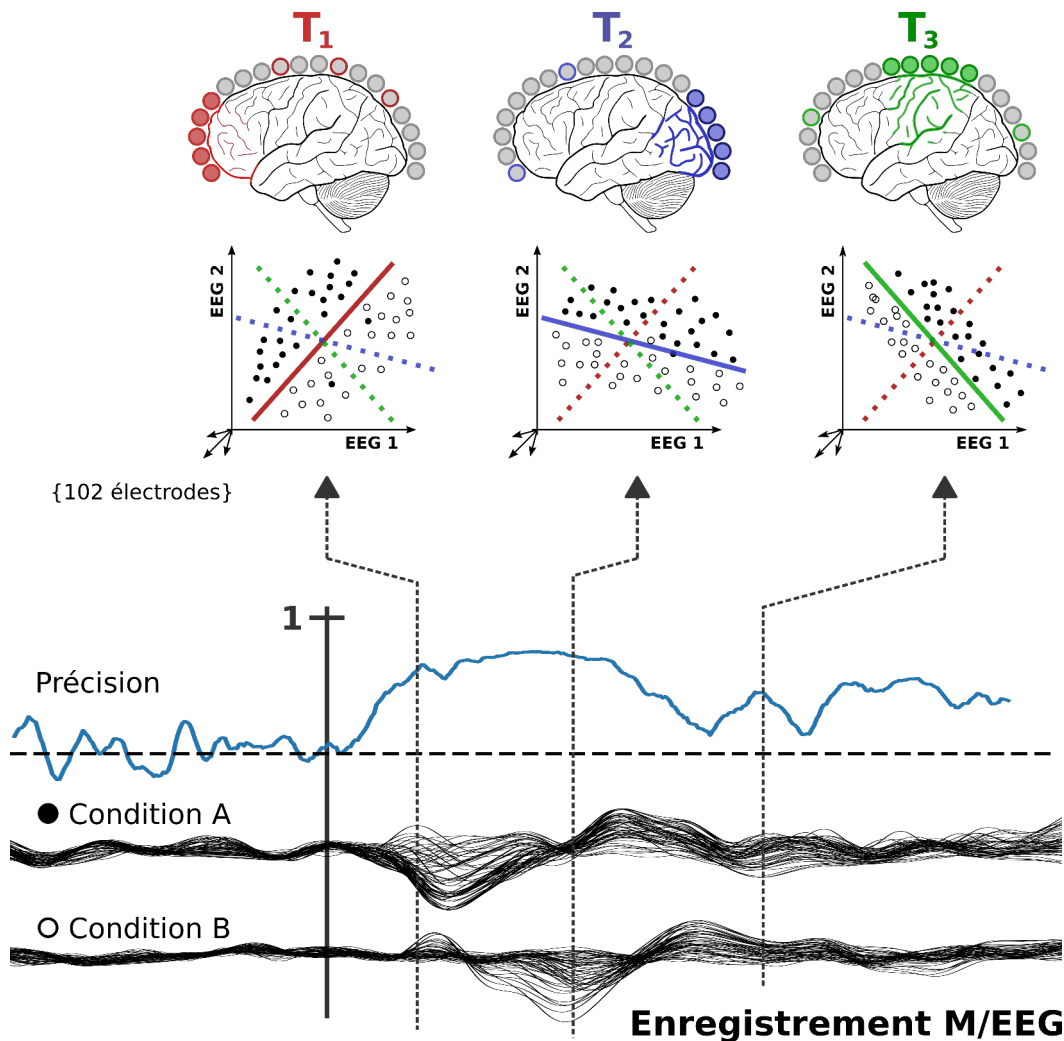 T1 T2 T3
EEG 2 EEG 2 EEG 2
EEG 1 EEG 1 EEG 1
{102 électrodes}
1
Précision
Condition A
Condition B
Enregistrement M/EEG